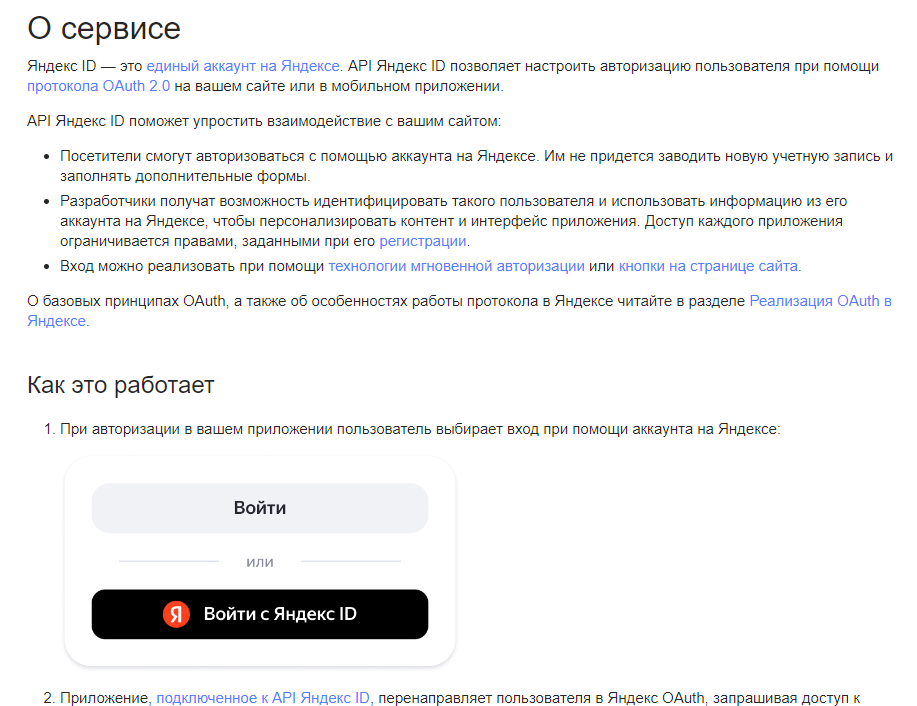 О сервисе
Яндекс ID — это единый аккаунт на Яндексе. API Яндекс ID позволяет настроить авторизацию пользователя при помощи
протокола OAuth 2.0 на вашем сайте или в мобильном приложении.
API Яндекс ID поможет упростить взаимодействие с вашим сайтом:
• Посетители смогут авторизоваться с помощью аккаунта на Яндексе. Им не придется заводить новую учетную запись и
заполнять дополнительные формы.
• Разработчики получат возможность идентифицировать такого пользователя и использовать информацию из его
аккаунта на Яндексе, чтобы персонализировать контент и интерфейс приложения. Доступ каждого приложения
ограничивается правами, заданными при его регистрации.
• Вход можно реализовать при помощи технологии мгновенной авторизации или кнопки на странице сайта.
О базовых принципах OAuth, а также об особенностях работы протокола в Яндексе читайте в разделе Реализация OAuth в
Яндексе.
Как это работает
1. При авторизации в вашем приложении пользователь выбирает вход при помощи аккаунта на Яндексе:
Войти
или
Я Войти с Яндекс ID
2. Приложение, подключенное к API Яндекс ID, перенаправляет пользователя в Яндекс OAuth, запрашивая доступ к